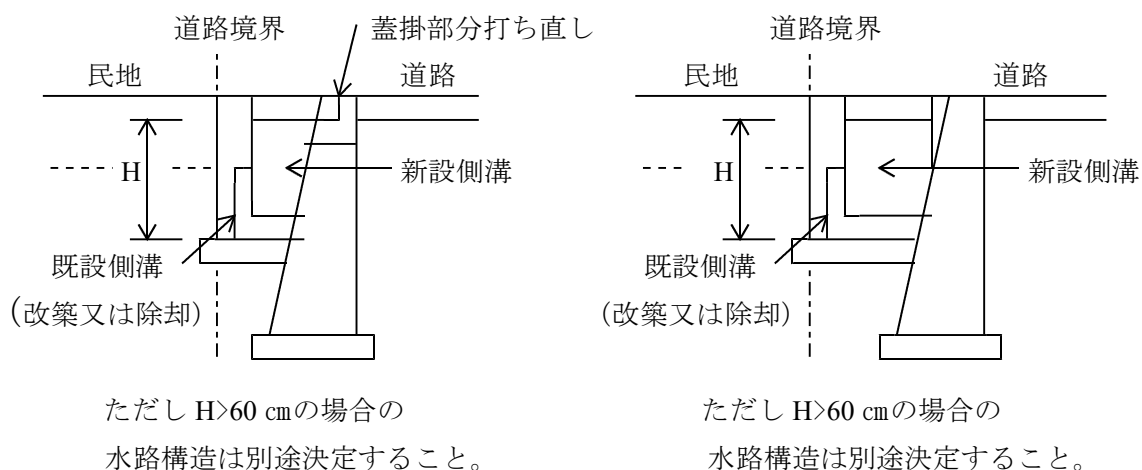 道路境界
蓋掛部分打ち直し
民地
道路
H
新設側溝
既設側溝
(改築又は除却)
ただし H>60 ㎝の場合の
水路構造は別途決定すること。
道路境界
民地
道路
H
新設側溝
既設側溝
(改築又は除却)
ただし H>60 ㎝の場合の
水路構造は別途決定すること。